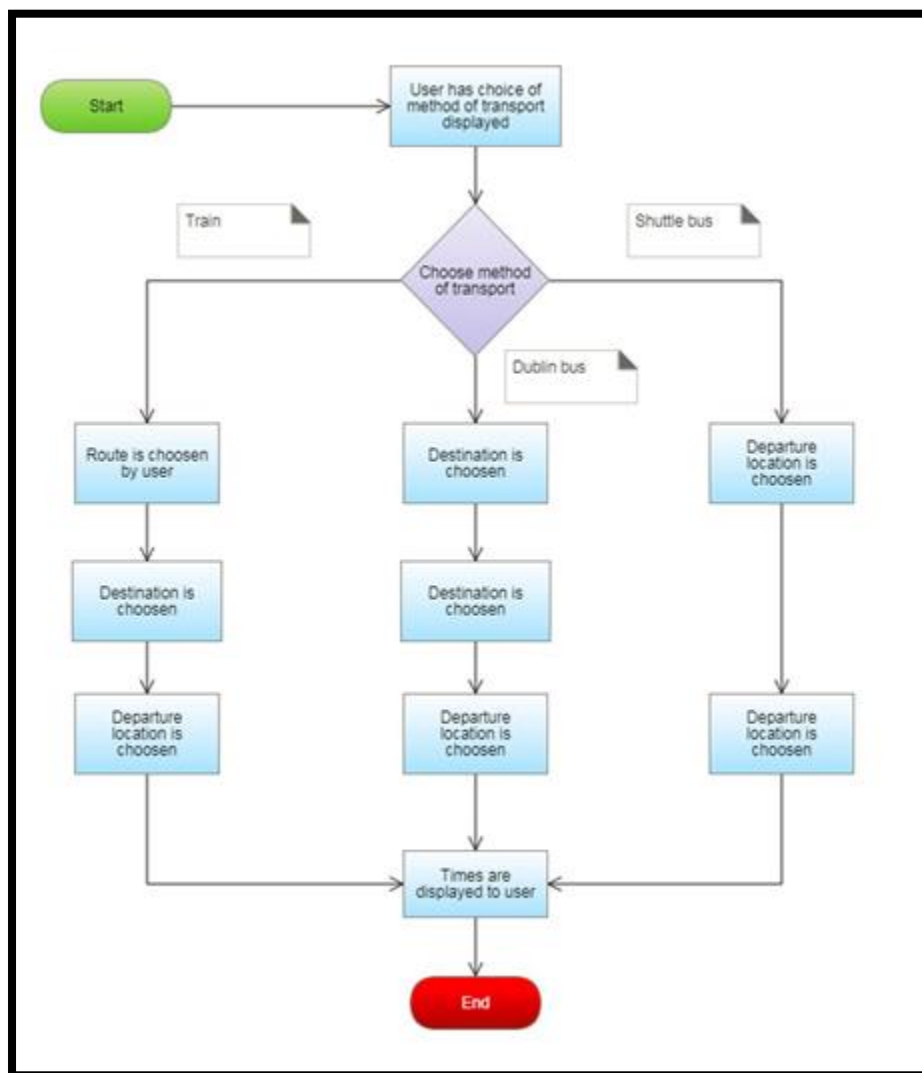 Start
User has choice of
method of transport
displayed
Train
Shuttle bus
Choose method
of transport
Dublin bus
Route is choosen
by user
Destination is
choosen
Departure
location is
choosen
Destination is
choosen
Destination is
choosen
Departure
location is
choosen
Departure
location is
choosen
Departure
location is
choosen
Times are
displayed to user
End